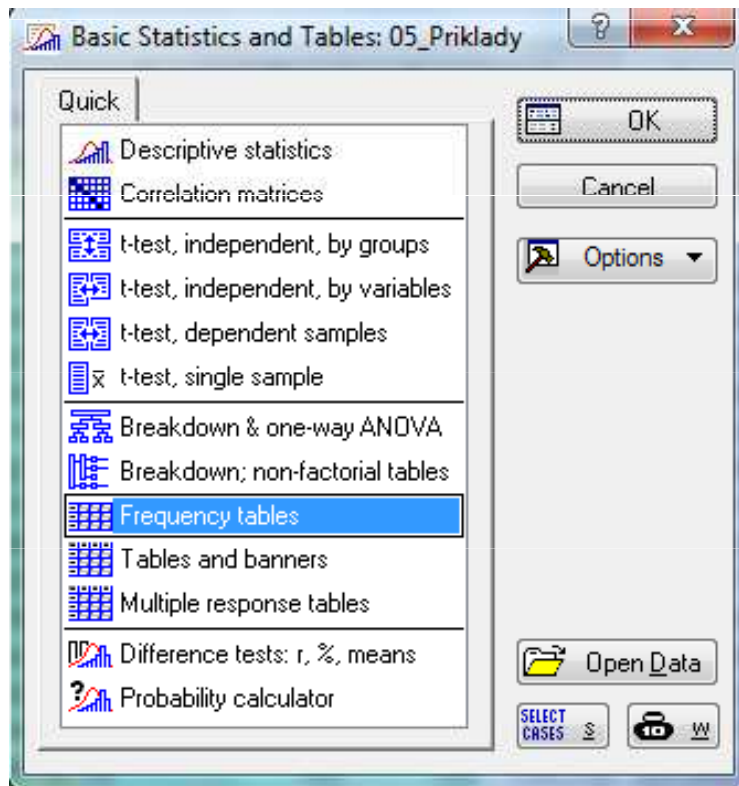 Basic Statistics and Tables: 05_Priklady
Quick
Descriptive statistics
Correlation matrices
t-test, independent, by groups
t-test, independent, by variables
t-test, dependent samples
t-test, single sample
Breakdown & one-way ANOVA
Breakdown; non-factorial tables
Frequency tables
Tables and banners
Multiple response tables
Difference tests: r, %, means
Probability calculator
OK
Cancel
Options
Open Data
SELECT
CASES S
W